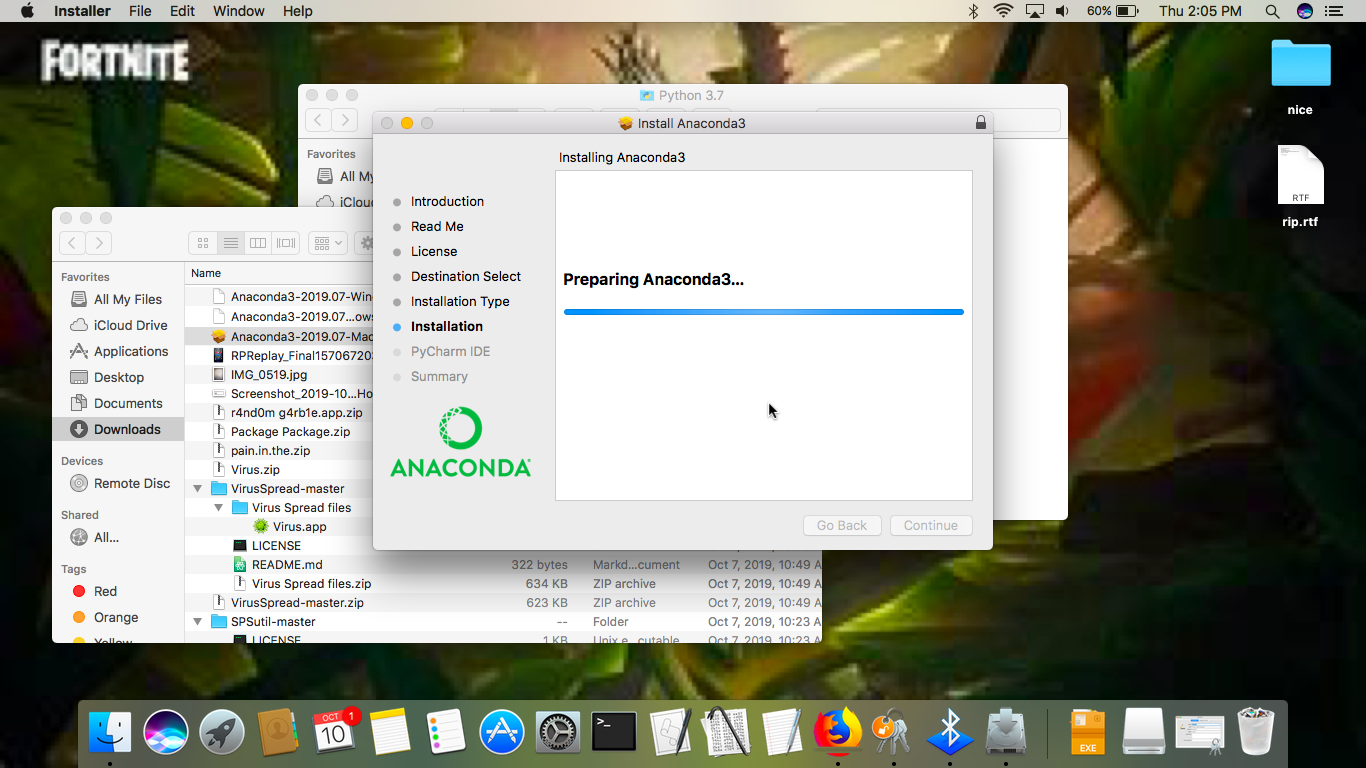 Installer File Edit Window Help 60% Thu 2:05 PM
FORTNITE
nice
RTF
rip.rtf
Python 3.7
Favorites
All My
iCloud
Install Anaconda3
Installing Anaconda3
Introduction
Read Me
License
Destination Select
Installation Type
Installation
PyCharm IDE
Summary
ANACONDA
Preparing Anaconda3...
Go Back Continue
Favorites
All My Files
iCloud Drive
Applications
Desktop
Documents
Downloads
Devices
Remote Disc
Shared
All...
Tags
Red
Orange
Yellow
Name
Anaconda3-2019.07-Win
Anaconda3-2019.07...ows
Anaconda3-2019.07-Mac
RPReplay_Final157067203
IMG_0519.jpg
Screenshot_2019-10...Ho
r4nd0m g4rb1e.app.zip
Package Package.zip
pain.in.the.zip
Virus.zip
VirusSpread-master
Virus Spread files
Virus.app
LICENSE
README.md 322 bytes Markd...cument Oct 7, 2019, 10:49 A
Virus Spread files.zip 634 KB ZIP archive Oct 7, 2019, 10:49 A
VirusSpread-master.zip 623 KB ZIP archive Oct 7, 2019, 10:49 A
SPSutil-master -- Folder Oct 7, 2019, 10:23 A
LICENSE 1 KB Unix e...cutable Oct 7, 2019, 10:23 A
OCT 1
10
>_
EXE